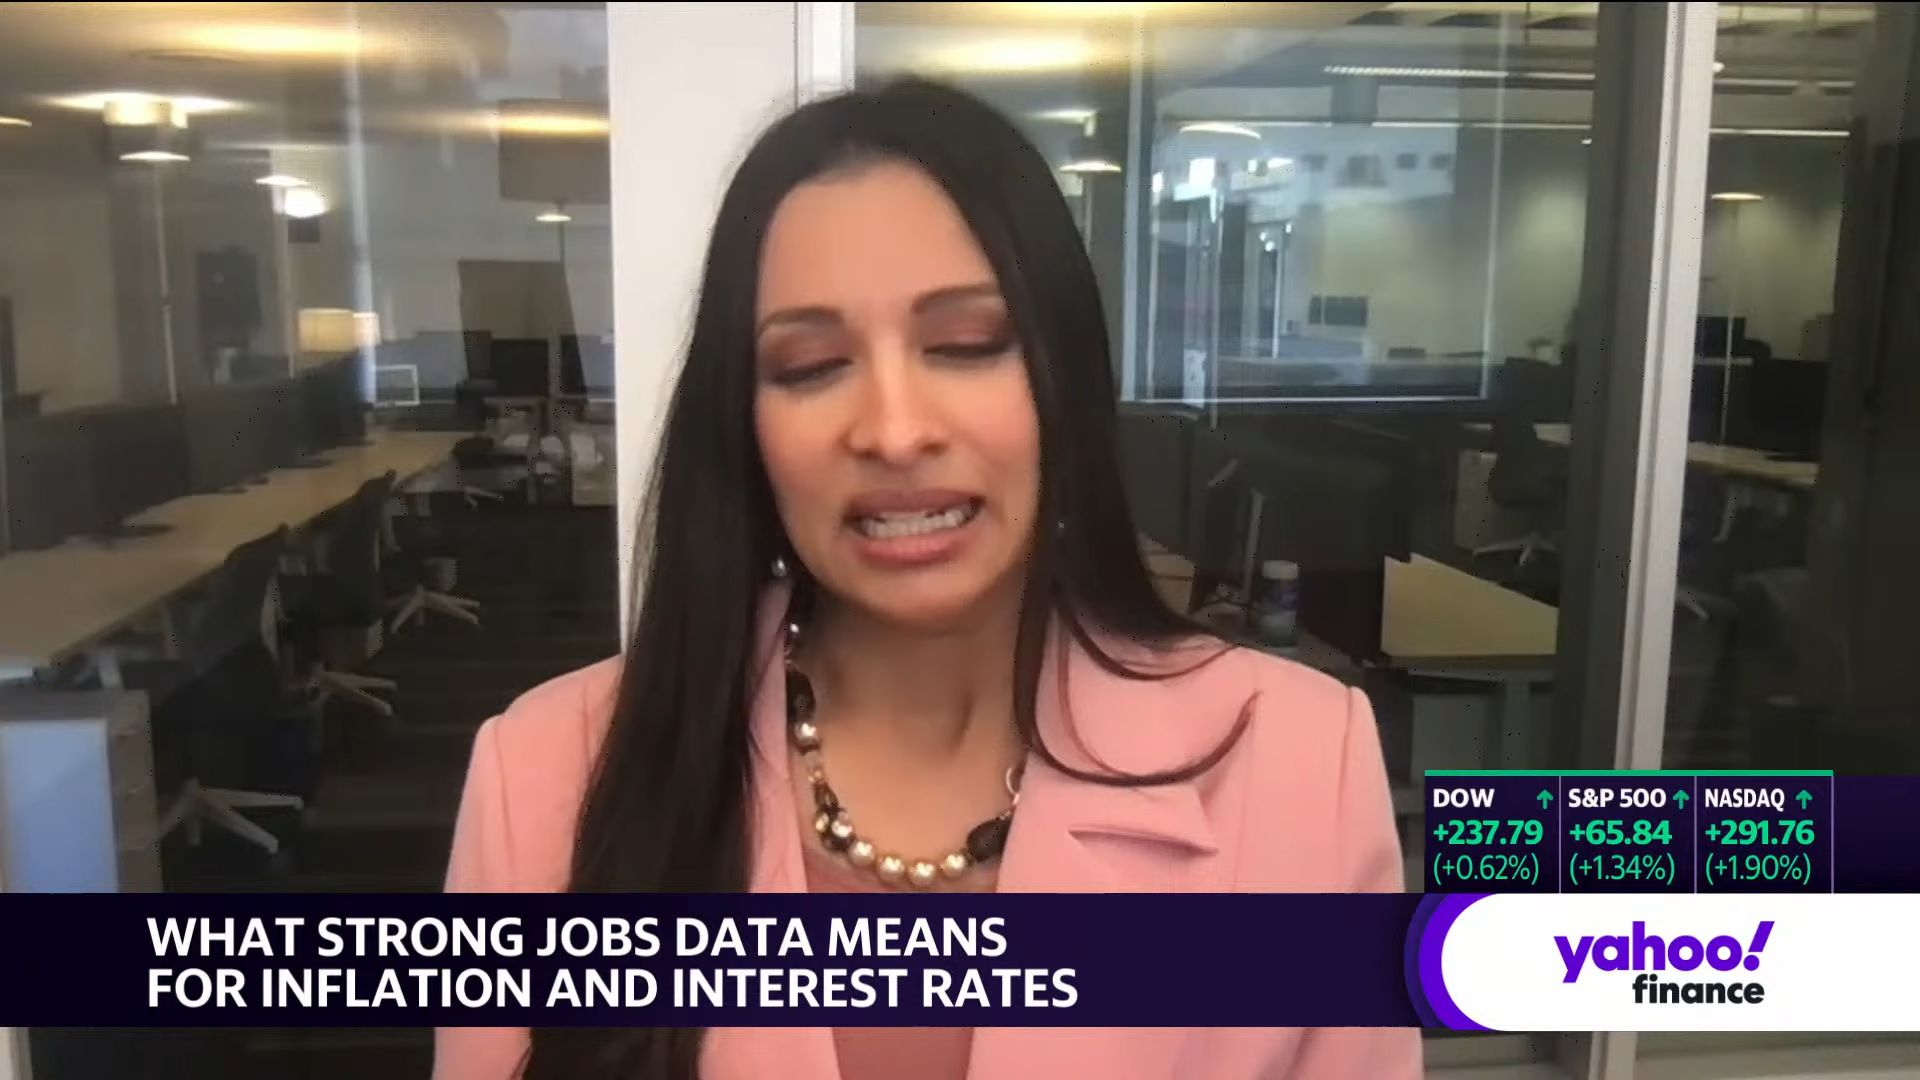 DOW ↑
+237.79
(+0.62%)
S&P 500 ↑
+65.84
(+1.34%)
NASDAQ ↑
+291.76
(+1.90%)
WHAT STRONG JOBS DATA MEANS
FOR INFLATION AND INTEREST RATES
yahoo!
finance